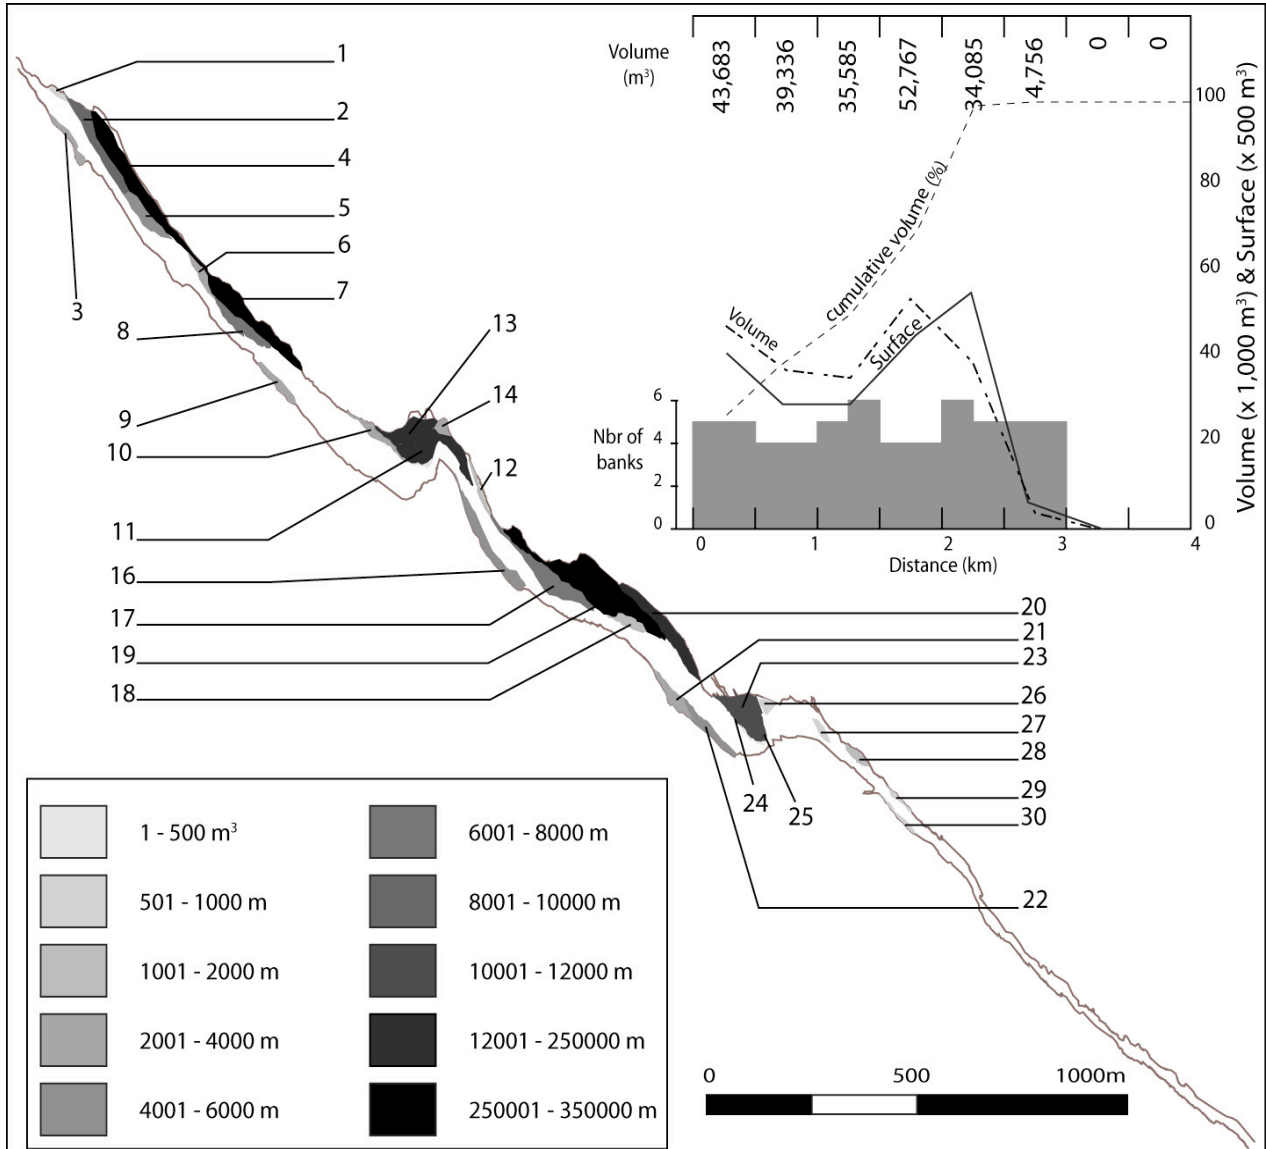 Volume
(m³)
43,683
39,336
35,585
52,767
34,085
4,756
0
0
100
80
60
40
20
0
Volume (x 1,000 m³) & Surface (x 500 m³)
cumulative volume (%)
Volume
Surface
6
4
2
0
Nbr of
banks
0
1
2
3
4
Distance (km)
1
2
4
5
6
7
3
8
9
10
11
13
14
12
16
17
19
18
20
21
23
26
27
28
29
30
24
25
22
1 - 500 m³
501 - 1000 m
1001 - 2000 m
2001 - 4000 m
4001 - 6000 m
6001 - 8000 m
8001 - 10000 m
10001 - 12000 m
12001 - 250000 m
250001 - 350000 m
0 500 1000m